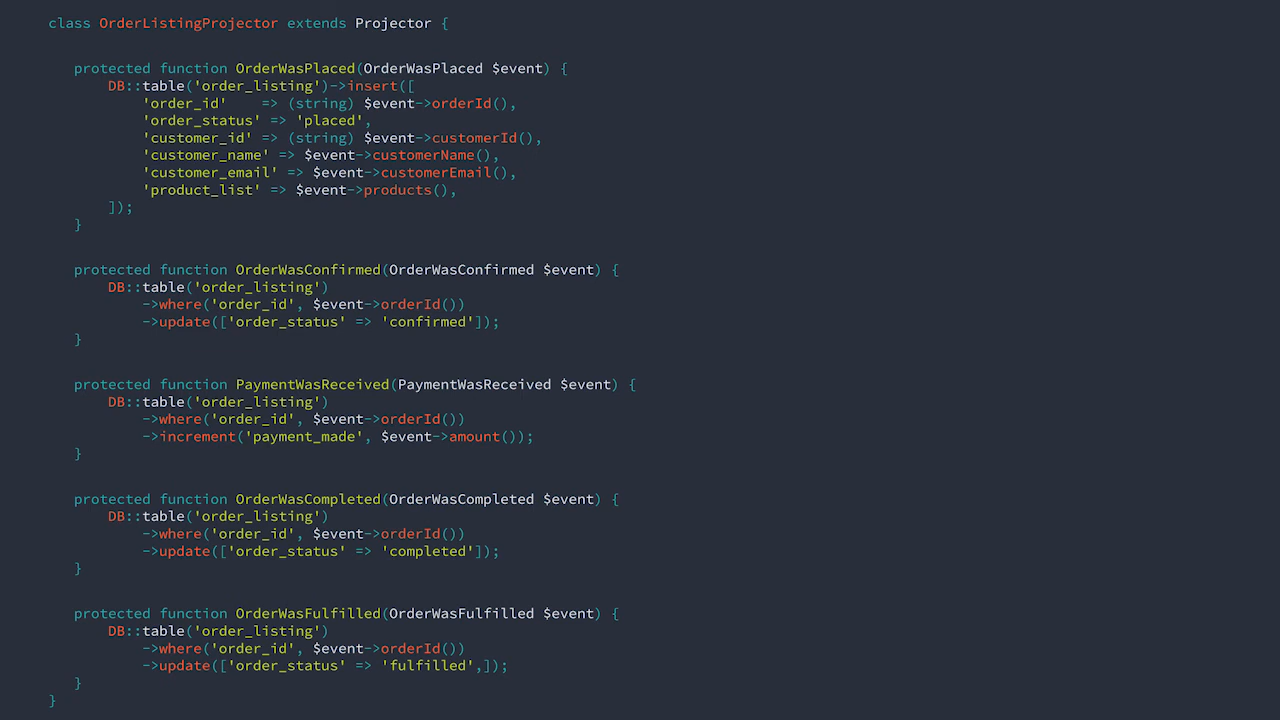 class OrderListingProjector extends Projector {
protected function OrderWasPlaced(OrderWasPlaced $event) {
DB::table('order_listing')->insert([
'order_id' => (string) $event->orderId(),
'order_status' => 'placed',
'customer_id' => (string) $event->customerId(),
'customer_name' => $event->customerName(),
'customer_email' => $event->customerEmail(),
'product_list' => $event->products(),
]);
}
protected function OrderWasConfirmed(OrderWasConfirmed $event) {
DB::table('order_listing')
->where('order_id', $event->orderId())
->update(['order_status' => 'confirmed']);
}
protected function PaymentWasReceived(PaymentWasReceived $event) {
DB::table('order_listing')
->where('order_id', $event->orderId())
->increment('payment_made', $event->amount());
}
protected function OrderWasCompleted(OrderWasCompleted $event) {
DB::table('order_listing')
->where('order_id', $event->orderId())
->update(['order_status' => 'completed']);
}
protected function OrderWasFulfilled(OrderWasFulfilled $event) {
DB::table('order_listing')
->where('order_id', $event->orderId())
->update(['order_status' => 'fulfilled',]);
}
}